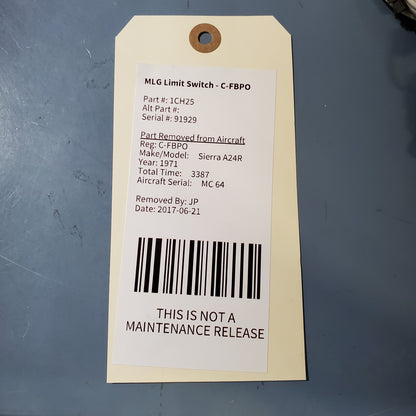 MLG Limit Switch - C-FBPO
Part #: 1CH25
Alt Part #:
Serial #: 91929
Part Removed from Aircraft
Reg: C-FBPO
Make/Model: Sierra A24R
Year: 1971
Total Time: 3387
Aircraft Serial: MC 64
Removed By: JP
Date: 2017-06-21
THIS IS NOT A
MAINTENANCE RELEASE